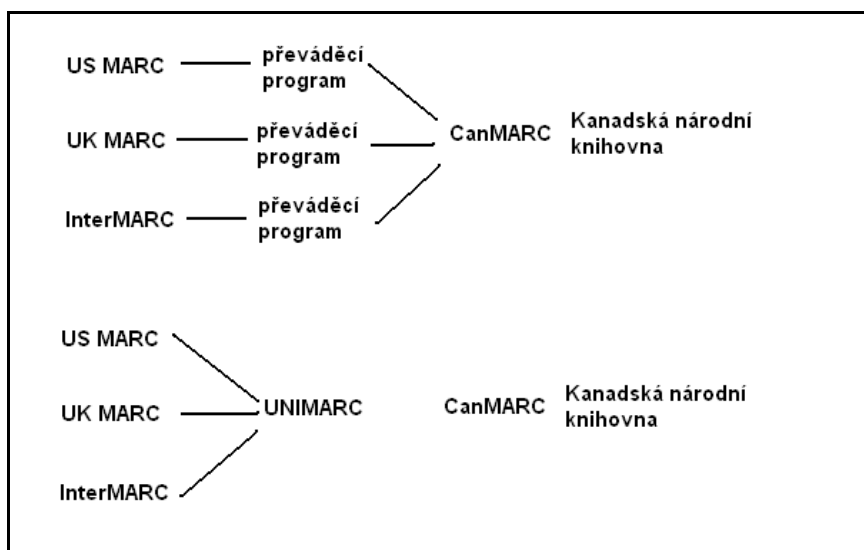 US MARC
převáděcí
program
UK MARC
převáděcí
program
CanMARC
Kanadská národní
knihovna
InterMARC
převáděcí
program
US MARC
UK MARC
UNIMARC
CanMARC
Kanadská národní
knihovna
InterMARC